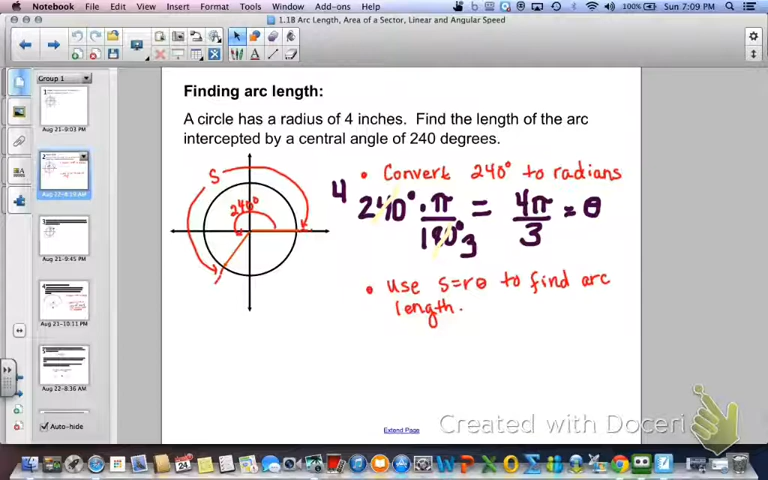 Notebook File Edit View Insert Format Tools Add-ons Window Help 100% Sun 7:09 PM
1.18 Arc Length, Area of a Sector, Linear and Angular Speed
Group 1
Aug 21-9:03 PM
Aug 21-9:45 PM
Aug 21-10:11 PM
Aug 22-8:36 AM
Auto-hide
Finding arc length:
A circle has a radius of 4 inches. Find the length of the arc
intercepted by a central angle of 240 degrees.
S
240°
• Convert 240° to radians
4
240° · π = 4π = θ
180° 3 3
• Use S=rθ to find arc
length.
Extend Page
Created with Doceri